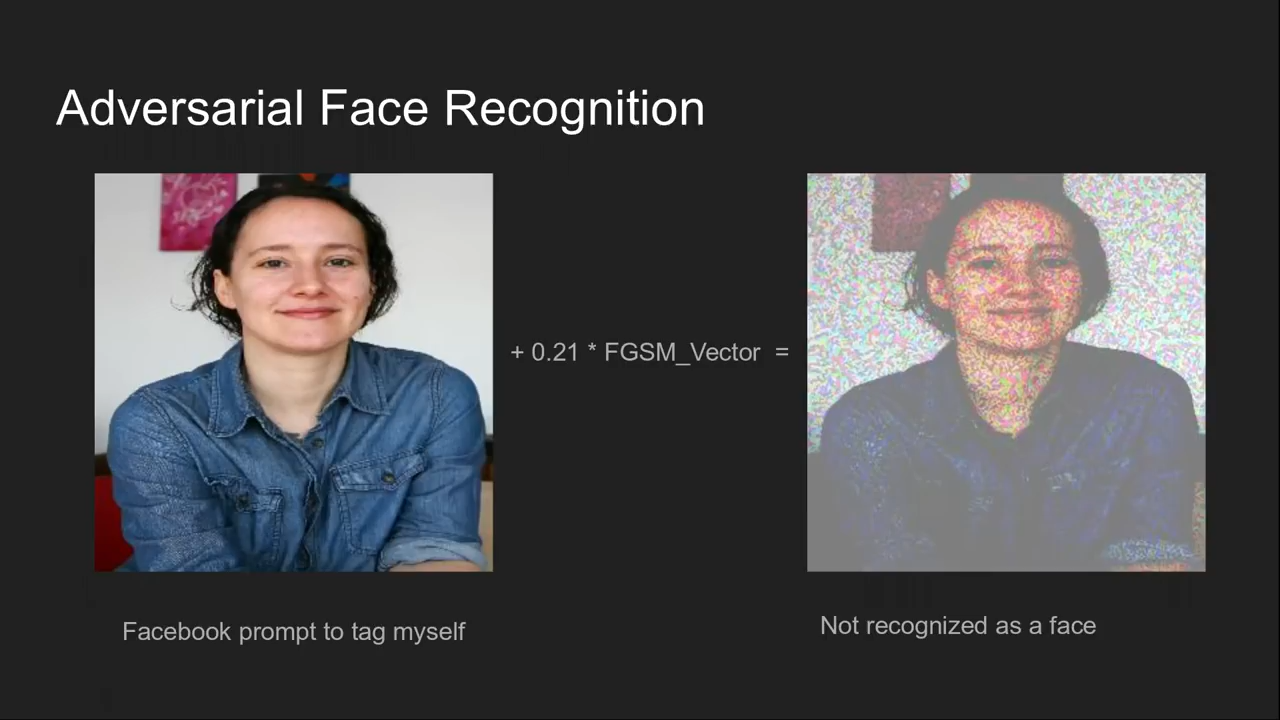 Adversarial Face Recognition
+ 0.21 * FGSM_Vector =
Facebook prompt to tag myself
Not recognized as a face